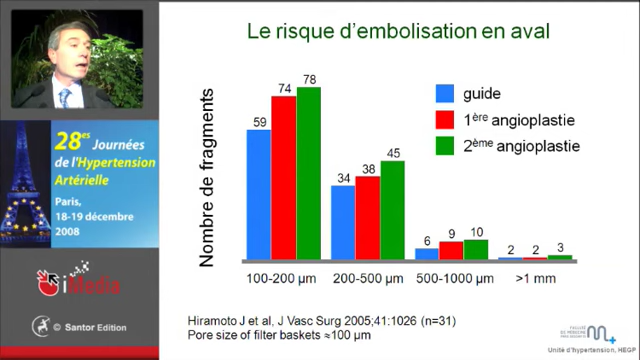 Le risque d'embolisation en aval
Nombre de fragments
59
74
78
34
38
45
6
9
10
2
2
3
guide
1ère angioplastie
2ème angioplastie
100-200 µm
200-500 µm
500-1000 µm
>1 mm
Hiramoto J et al, J Vasc Surg 2005;41:1026 (n=31)
Pore size of filter baskets ≈100 µm
28es Journées
de l'Hypertension
Artérielle
Paris,
18-19 décembre
2008
iMedia
© Santor Edition
FACULTÉ
DE MÉDECINE
Unité d'hypertension, HEGP